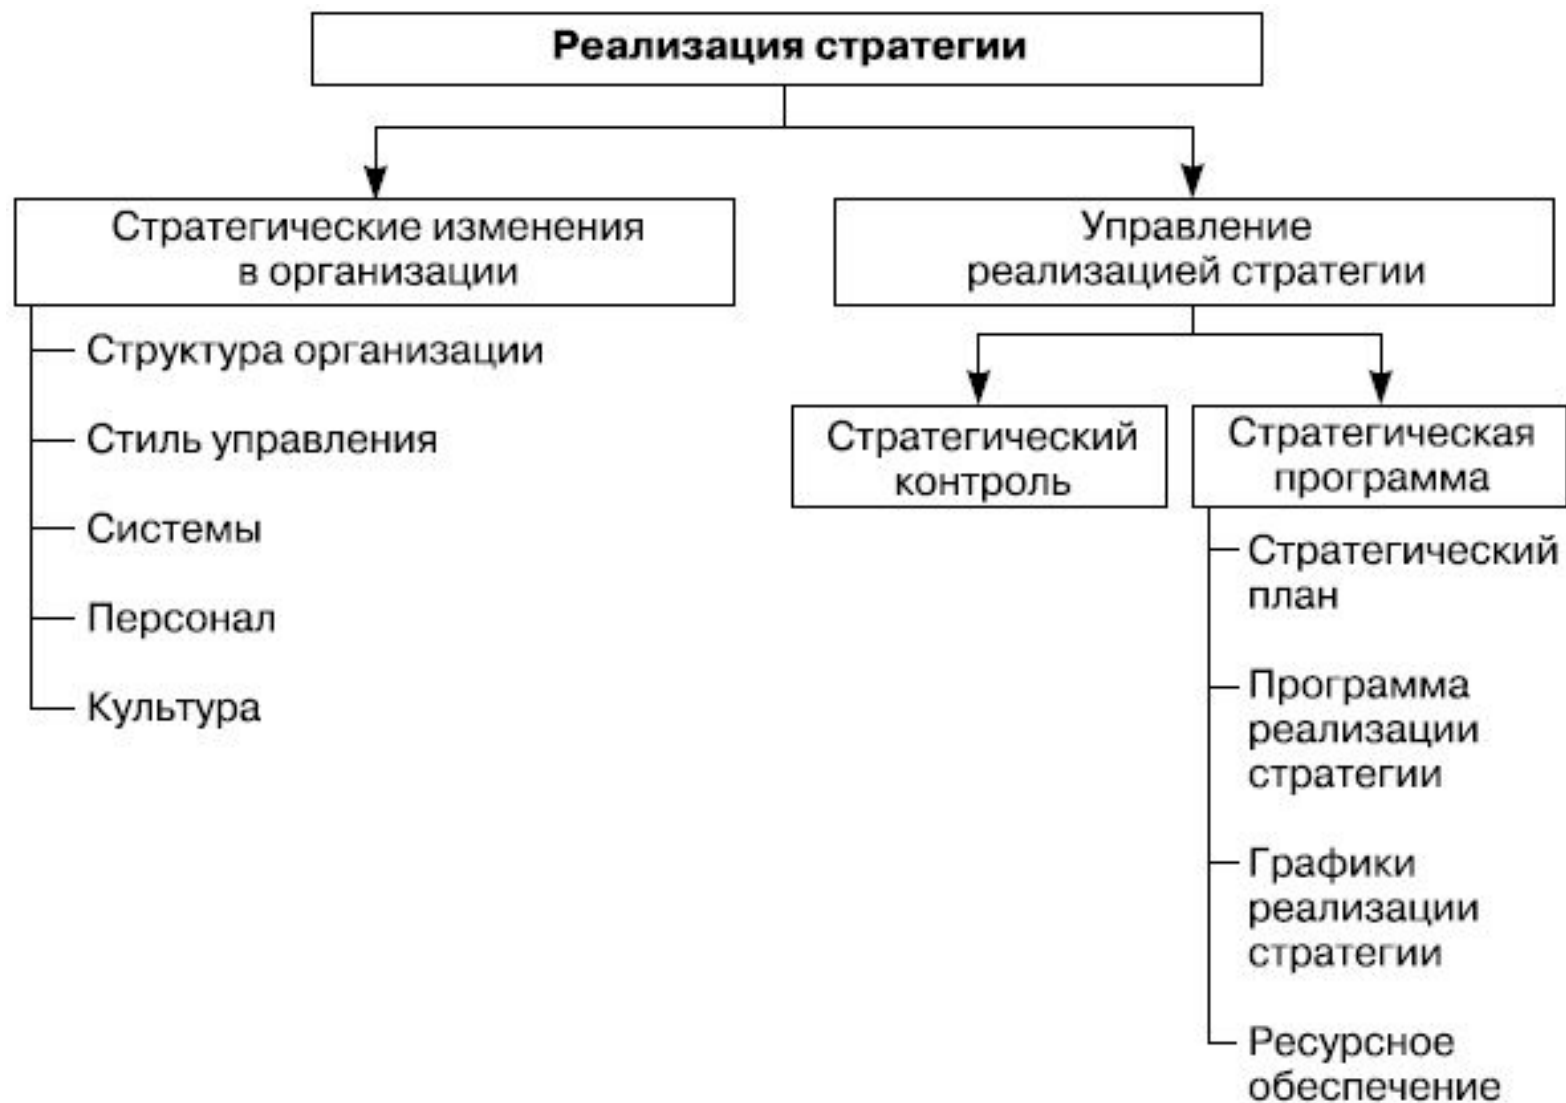 Реализация стратегии
Стратегические изменения
в организации
Структура организации
Стиль управления
Системы
Персонал
Культура
Управление
реализацией стратегии
Стратегический
контроль
Стратегическая
программа
Стратегический
план
Программа
реализации
стратегии
Графики
реализации
стратегии
Ресурсное
обеспечение